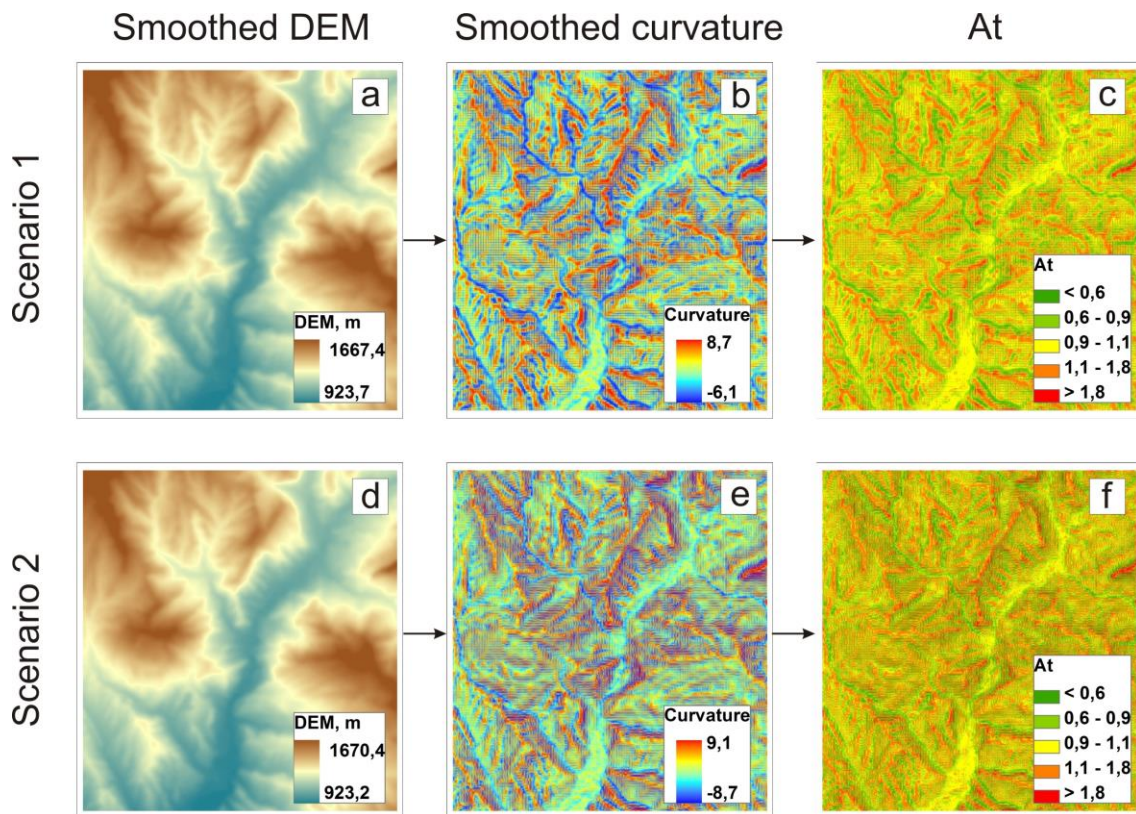 Smoothed DEM
Smoothed curvature
At
Scenario 1
a
DEM, m
1667,4
923,7
b
Curvature
8,7
-6,1
c
At
< 0,6
0,6 - 0,9
0,9 - 1,1
1,1 - 1,8
> 1,8
Scenario 2
d
DEM, m
1670,4
923,2
e
Curvature
9,1
-8,7
f
At
< 0,6
0,6 - 0,9
0,9 - 1,1
1,1 - 1,8
> 1,8